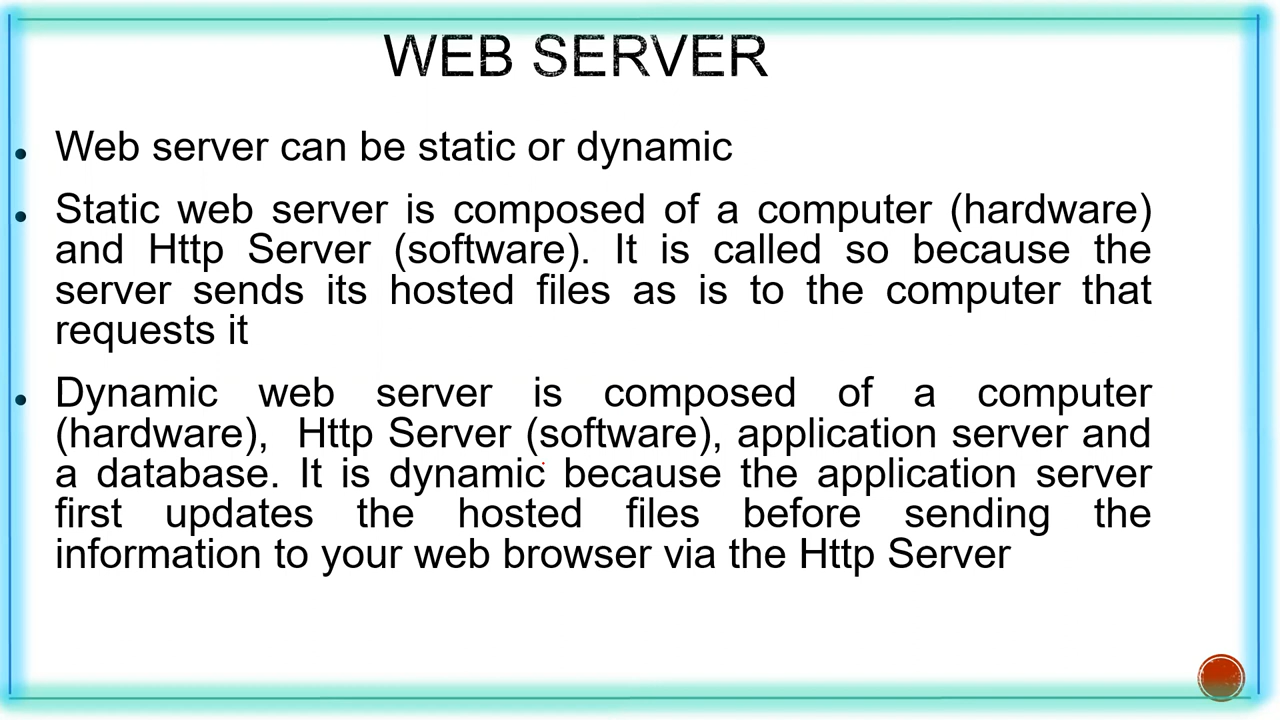 WEB SERVER
• Web server can be static or dynamic
• Static web server is composed of a computer (hardware)
and Http Server (software). It is called so because the
server sends its hosted files as is to the computer that
requests it
• Dynamic web server is composed of a computer
(hardware), Http Server (software), application server and
a database. It is dynamic because the application server
first updates the hosted files before sending the
information to your web browser via the Http Server